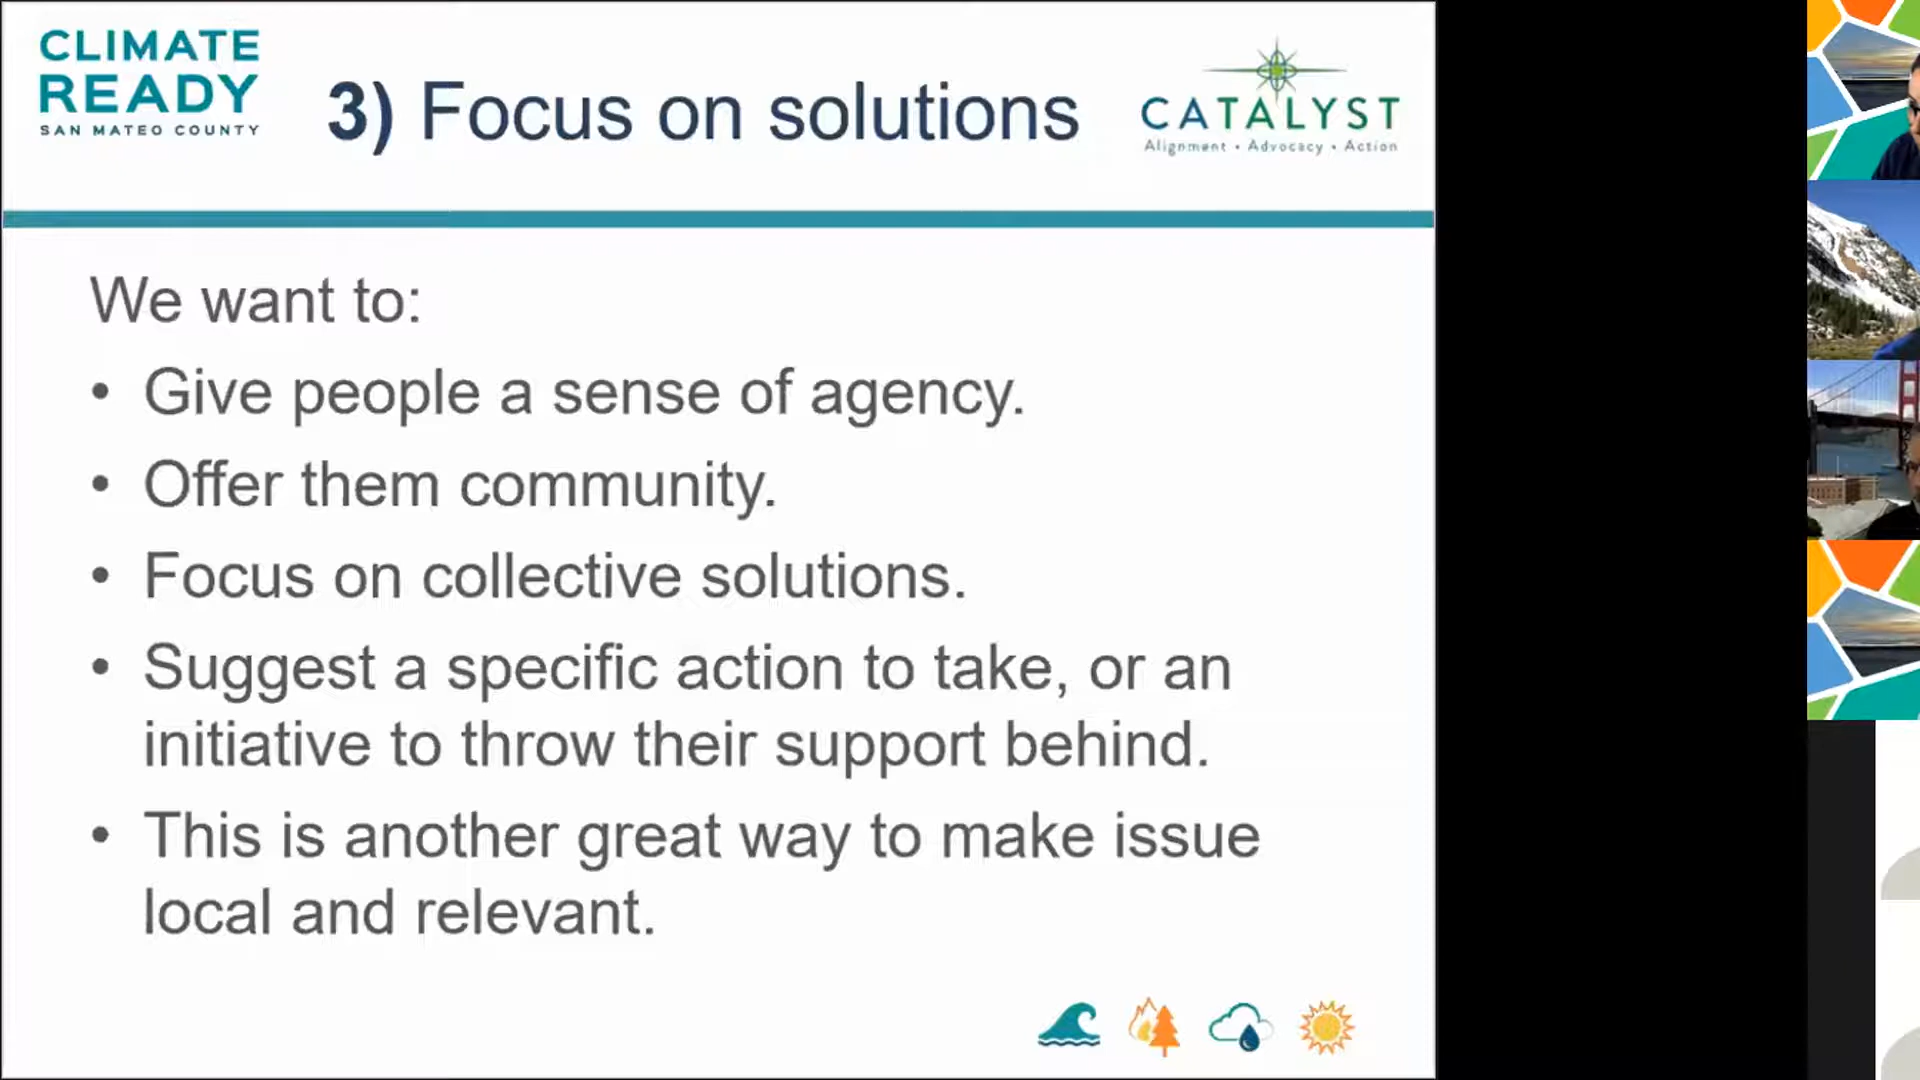 CLIMATE
READY
SAN MATEO COUNTY
3) Focus on solutions
CATALYST
Alignment • Advocacy • Action
We want to:
• Give people a sense of agency.
• Offer them community.
• Focus on collective solutions.
• Suggest a specific action to take, or an
initiative to throw their support behind.
• This is another great way to make issue
local and relevant.